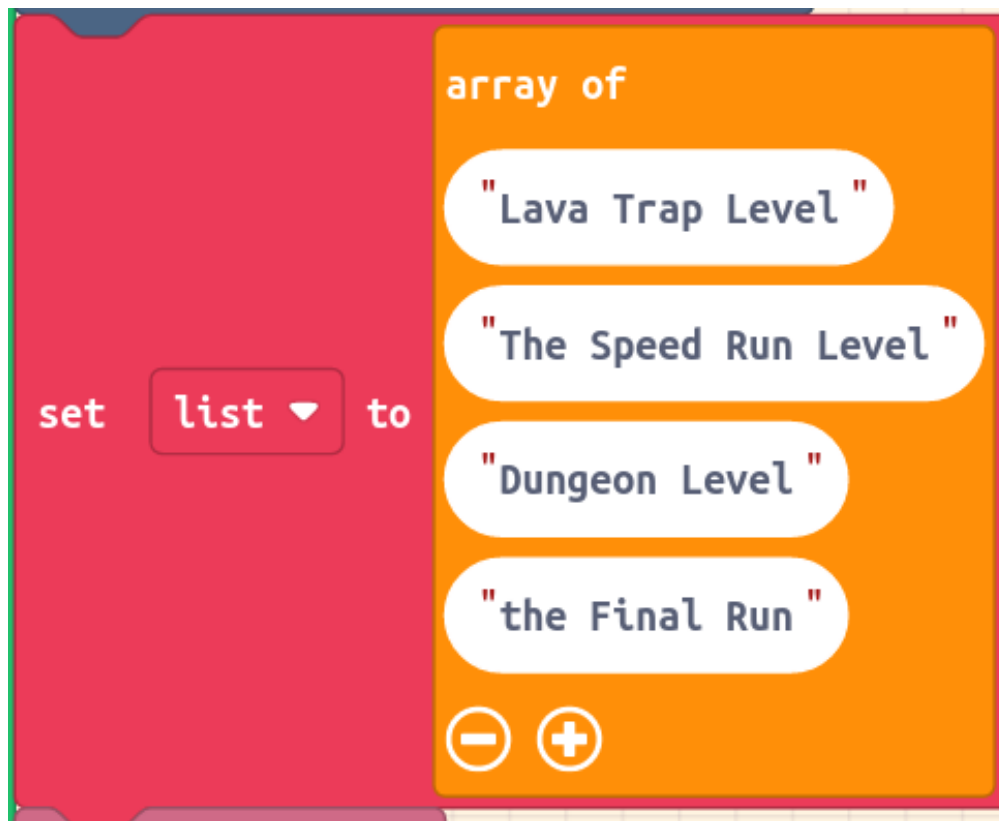 array of
"Lava Trap Level"
"The Speed Run Level"
set list to
"Dungeon Level"
"the Final Run"